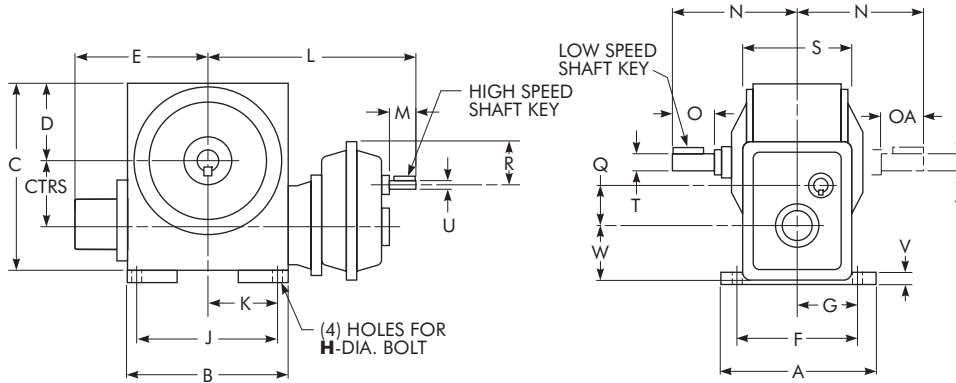 E
L
N
N
LOW SPEED
SHAFT KEY
S
HIGH SPEED
SHAFT KEY
M
O
OA
D
C
R
Q
CTRS
T
U
W
V
K
G
(4) HOLES FOR
H-DIA. BOLT
J
F
B
A